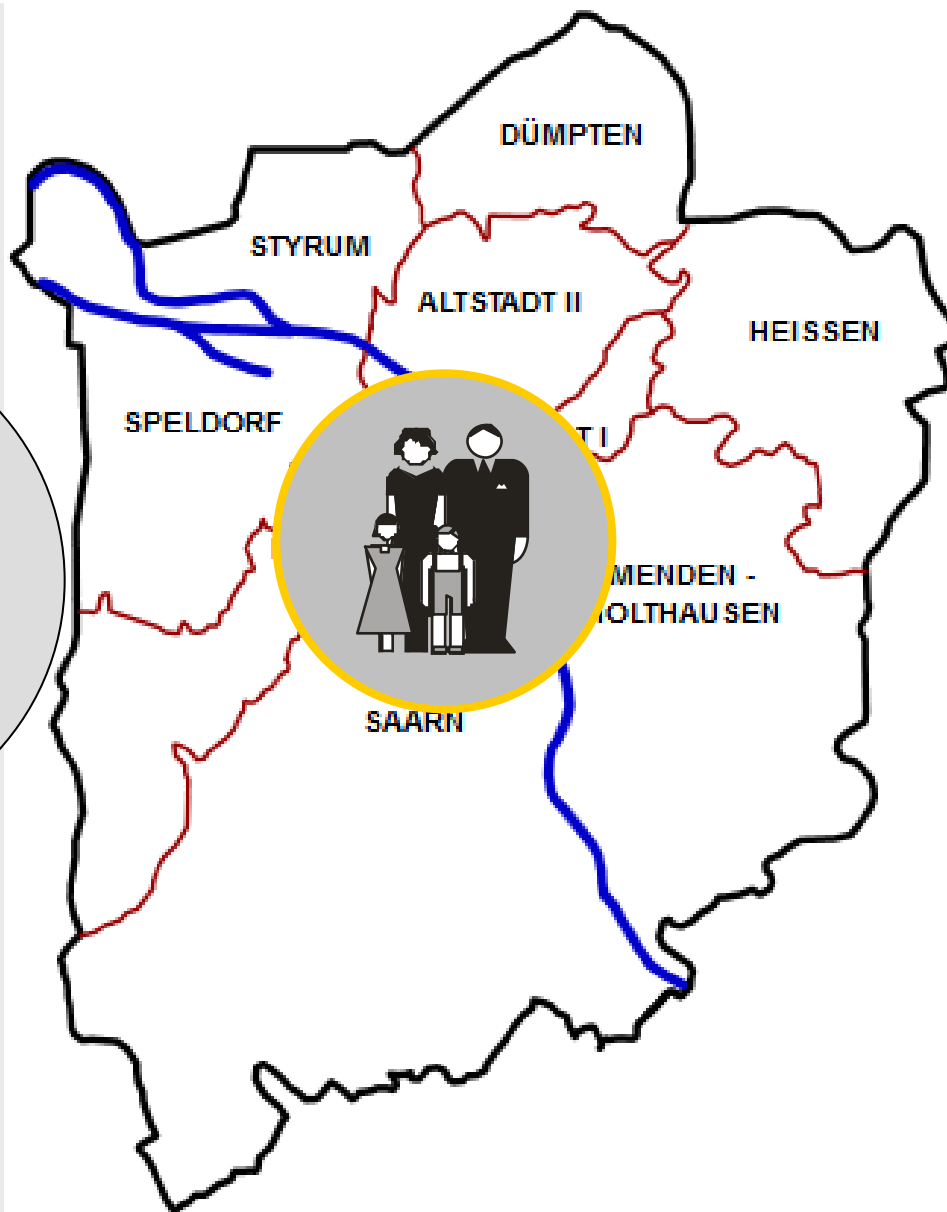 DÜMPTEN
STYRUM
ALTSTADT II
HEISSEN
SPELDORF
T I
MENDEN -
OLTHAUSEN
SAARN